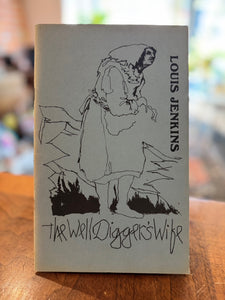 LOUIS JENKINS
The Well Digger's Wife